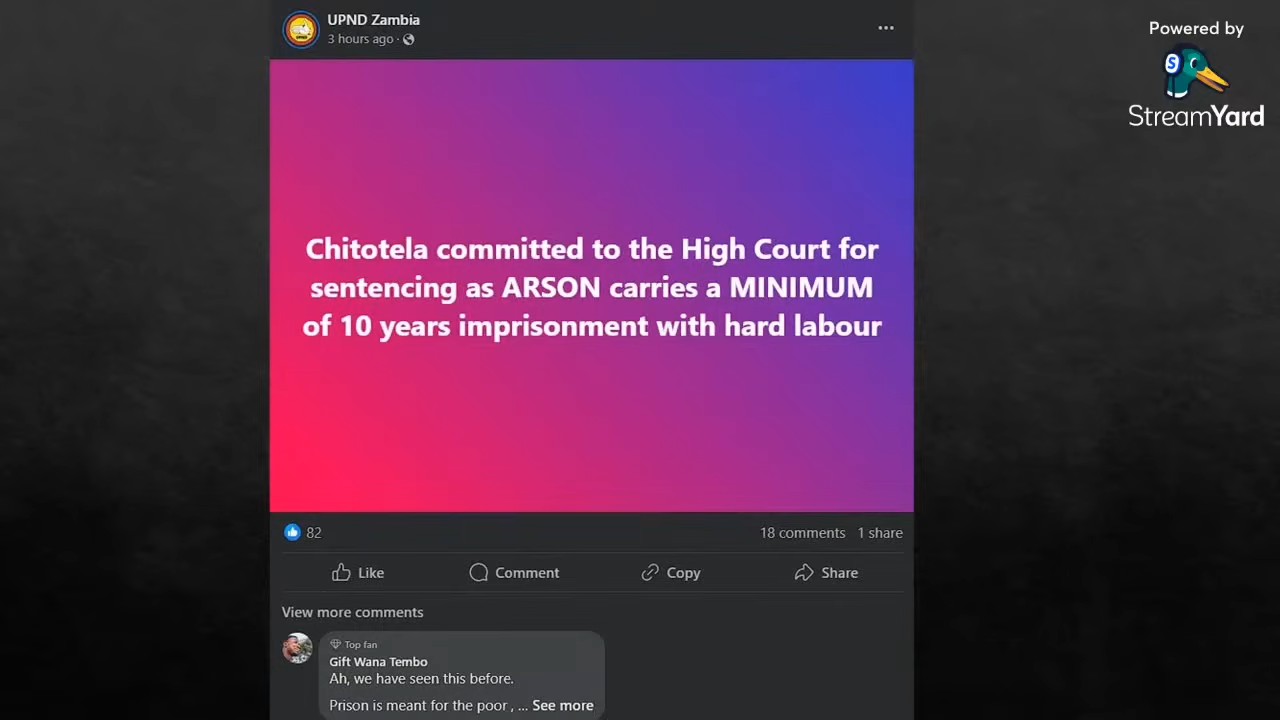 UPND Zambia
3 hours ago ·
Powered by
StreamYard
Chitotela committed to the High Court for
sentencing as ARSON carries a MINIMUM
of 10 years imprisonment with hard labour
82
18 comments 1 share
Like Comment Copy Share
View more comments
Top fan
Gift Wana Tembo
Ah, we have seen this before.
Prison is meant for the poor , ... See more